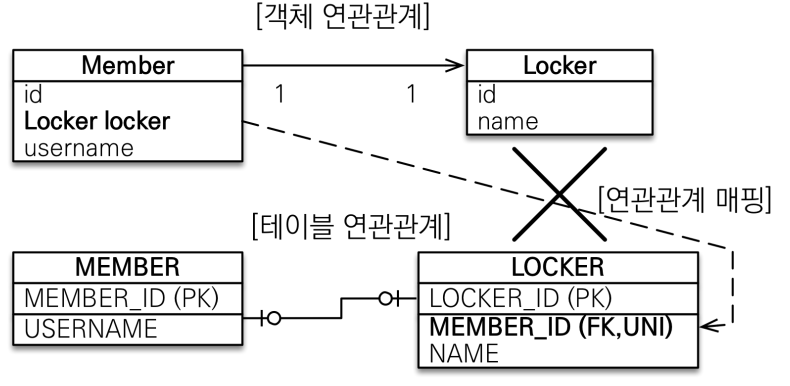 [객체 연관관계]
Member
id
Locker locker
username
1
1
Locker
id
name
[연관관계 매핑]
[테이블 연관관계]
MEMBER
MEMBER_ID (PK)
USERNAME
LOCKER
LOCKER_ID (PK)
MEMBER_ID (FK,UNI)
NAME